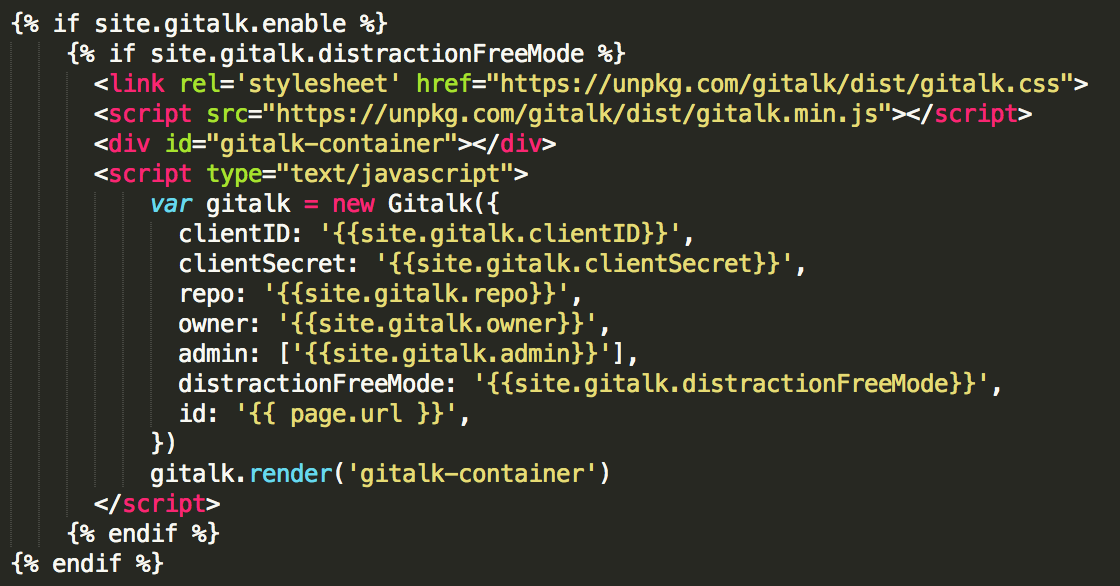 {% if site.gitalk.enable %}
{% if site.gitalk.distractionFreeMode %}
<link rel='stylesheet' href="https://unpkg.com/gitalk/dist/gitalk.css">
<script src="https://unpkg.com/gitalk/dist/gitalk.min.js"></script>
<div id="gitalk-container"></div>
<script type="text/javascript">
var gitalk = new Gitalk({
clientID: '{{site.gitalk.clientID}}',
clientSecret: '{{site.gitalk.clientSecret}}',
repo: '{{site.gitalk.repo}}',
owner: '{{site.gitalk.owner}}',
admin: ['{{site.gitalk.admin}}'],
distractionFreeMode: '{{site.gitalk.distractionFreeMode}}',
id: '{{ page.url }}',
})
gitalk.render('gitalk-container')
</script>
{% endif %}
{% endif %}